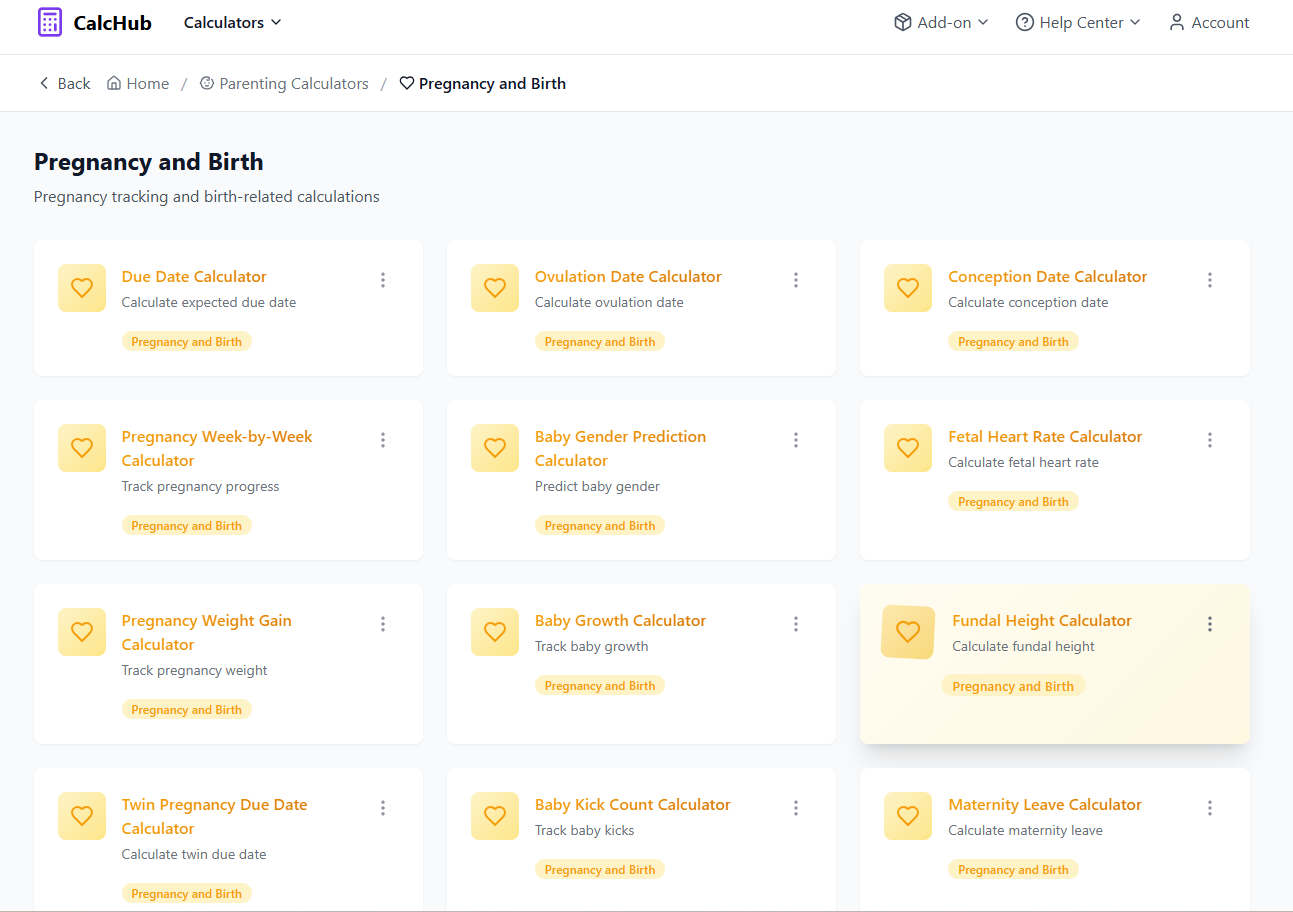 CalcHub
Calculators
Add-on
Help Center
Account
Back
Home
/
Parenting Calculators
/
Pregnancy and Birth
Pregnancy and Birth
Pregnancy tracking and birth-related calculations
Due Date Calculator
Calculate expected due date
Pregnancy and Birth
Ovulation Date Calculator
Calculate ovulation date
Pregnancy and Birth
Conception Date Calculator
Calculate conception date
Pregnancy and Birth
Pregnancy Week-by-Week
Calculator
Track pregnancy progress
Pregnancy and Birth
Baby Gender Prediction
Calculator
Predict baby gender
Pregnancy and Birth
Fetal Heart Rate Calculator
Calculate fetal heart rate
Pregnancy and Birth
Pregnancy Weight Gain
Calculator
Track pregnancy weight
Pregnancy and Birth
Baby Growth Calculator
Track baby growth
Pregnancy and Birth
Fundal Height Calculator
Calculate fundal height
Pregnancy and Birth
Twin Pregnancy Due Date
Calculator
Calculate twin due date
Pregnancy and Birth
Baby Kick Count Calculator
Track baby kicks
Pregnancy and Birth
Maternity Leave Calculator
Calculate maternity leave
Pregnancy and Birth